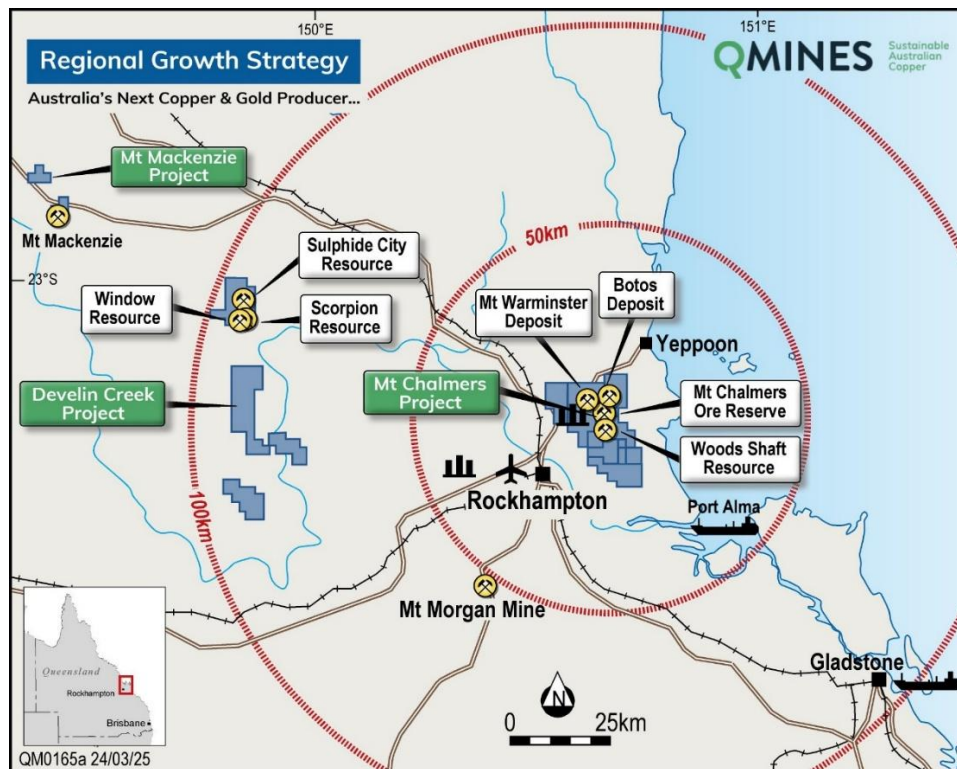 150°E
151°E
Regional Growth Strategy
Australia's Next Copper & Gold Producer...
QMINES
Sustainable
Australian
Copper
Mt Mackenzie
Project
Mt Mackenzie
50km
Sulphide City
Resource
23°S
Window
Resource
Scorpion
Resource
Mt Warminster
Deposit
Botos
Deposit
Yeppoon
Develin Creek
Project
Mt Chalmers
Project
Mt Chalmers
Ore Reserve
Woods Shaft
Resource
Rockhampton
100km
Port Alma
Mt Morgan Mine
Gladstone
Queensland
Rockhampton
Brisbane
N
0 25km
QM0165a 24/03/25